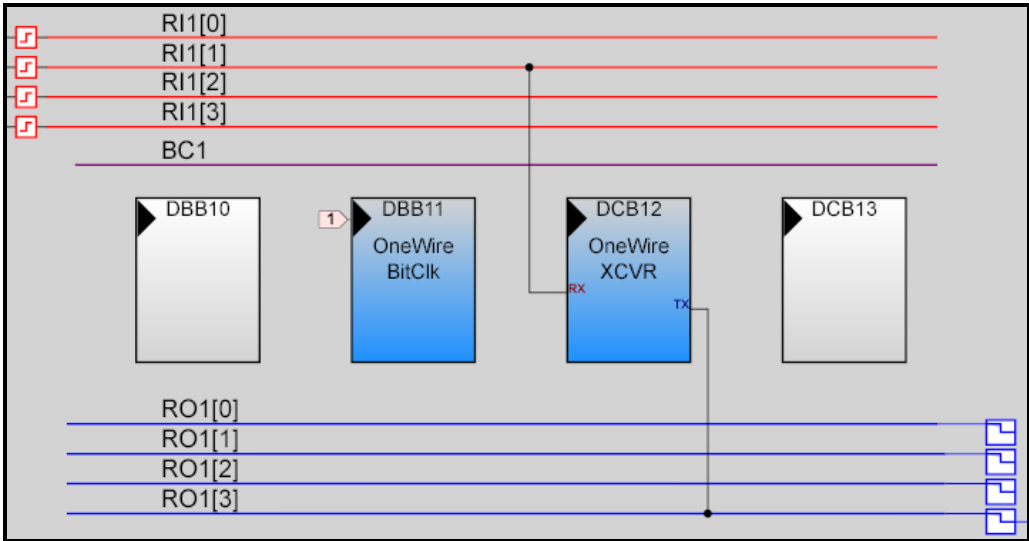 RI1[0]
RI1[1]
RI1[2]
RI1[3]
BC1
DBB10
1
DBB11
OneWire
BitClk
DCB12
OneWire
XCVR
RX
TX
DCB13
RO1[0]
RO1[1]
RO1[2]
RO1[3]